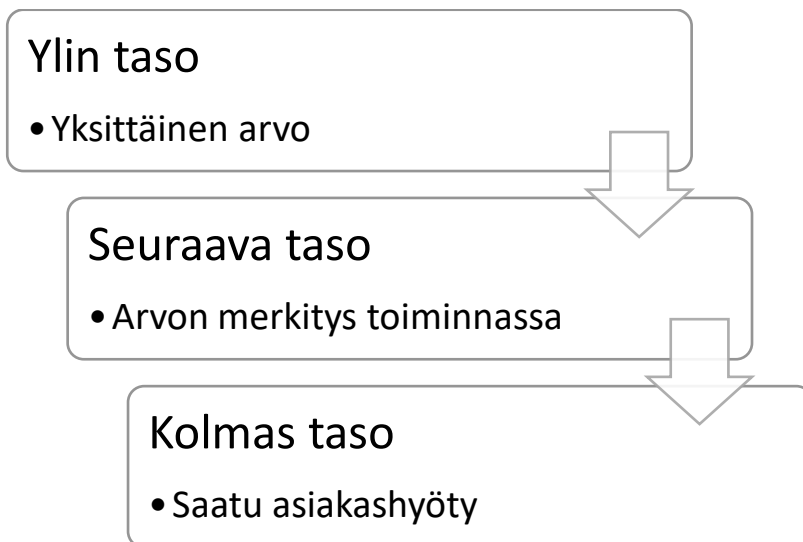 Ylin taso
• Yksittäinen arvo
Seuraava taso
• Arvon merkitys toiminnassa
Kolmas taso
• Saatu asiakashyöty